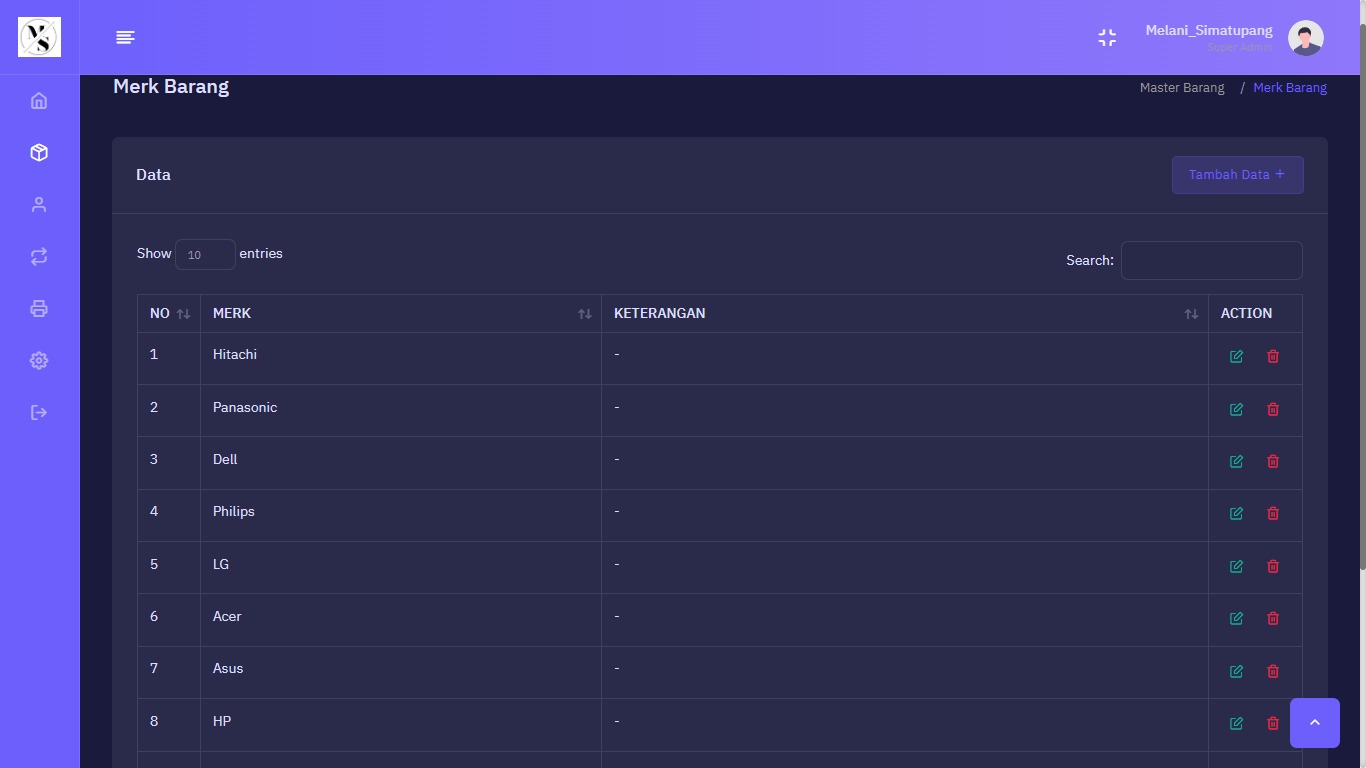 MS
Melani_Simatupang
Super Admin
Merk Barang
Master Barang / Merk Barang
Data
Tambah Data +
Show 10 entries
Search:
NO MERK KETERANGAN ACTION
1 Hitachi -
2 Panasonic -
3 Dell -
4 Philips -
5 LG -
6 Acer -
7 Asus -
8 HP -